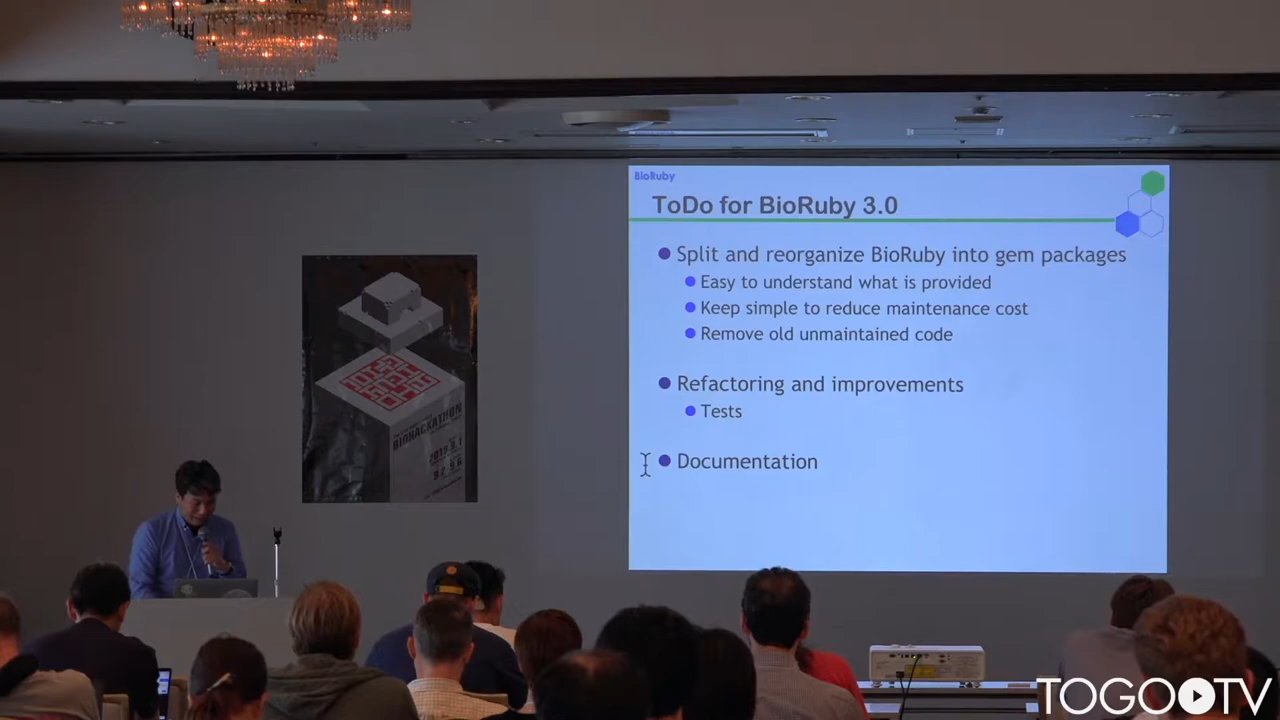 BioRuby
ToDo for BioRuby 3.0
Split and reorganize BioRuby into gem packages
Easy to understand what is provided
Keep simple to reduce maintenance cost
Remove old unmaintained code
Refactoring and improvements
Tests
Documentation
BIOHACKATHON
TOGO TV